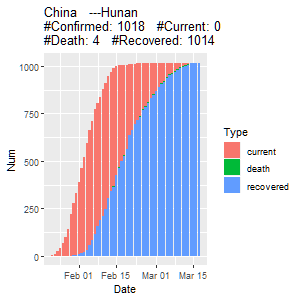 China ---Hunan
#Confirmed: 1018 #Current: 0
#Death: 4 #Recovered: 1014
1000
750
500
250
0
Num
Feb 01 Feb 15 Mar 01 Mar 15
Date
Type
current
death
recovered